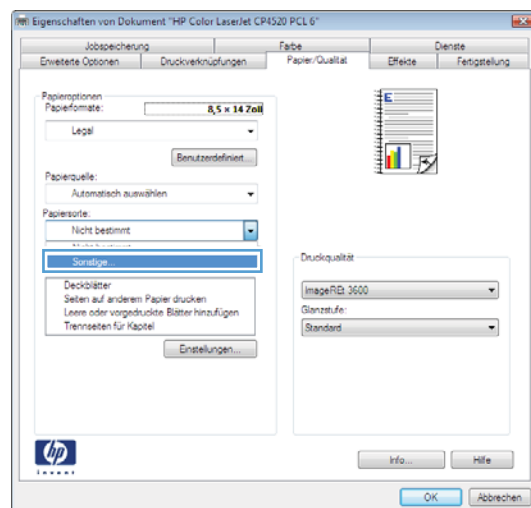 Eigenschaften von Dokument "HP Color LaserJet CP4520 PCL 6"
Jobspeicherung Farbe Dienste
Erweiterte Optionen Druckverknüpfungen Papier/Qualität Effekte Fertigstellung
Papieroptionen
Papierformate: 8,5 × 14 Zoll
Legal
Benutzerdefiniert...
Papierquelle:
Automatisch auswählen
Papiersorte:
Nicht bestimmt
Nicht bestimmt
Sonstige...
Deckblätter
Seiten auf anderem Papier drucken
Leere oder vorgedruckte Blätter hinzufügen
Trennseiten für Kapitel
Einstellungen...
E
Druckqualität
ImageREt 3600
Glanzstufe:
Standard
hp
invent
Info... Hilfe
OK Abbrechen